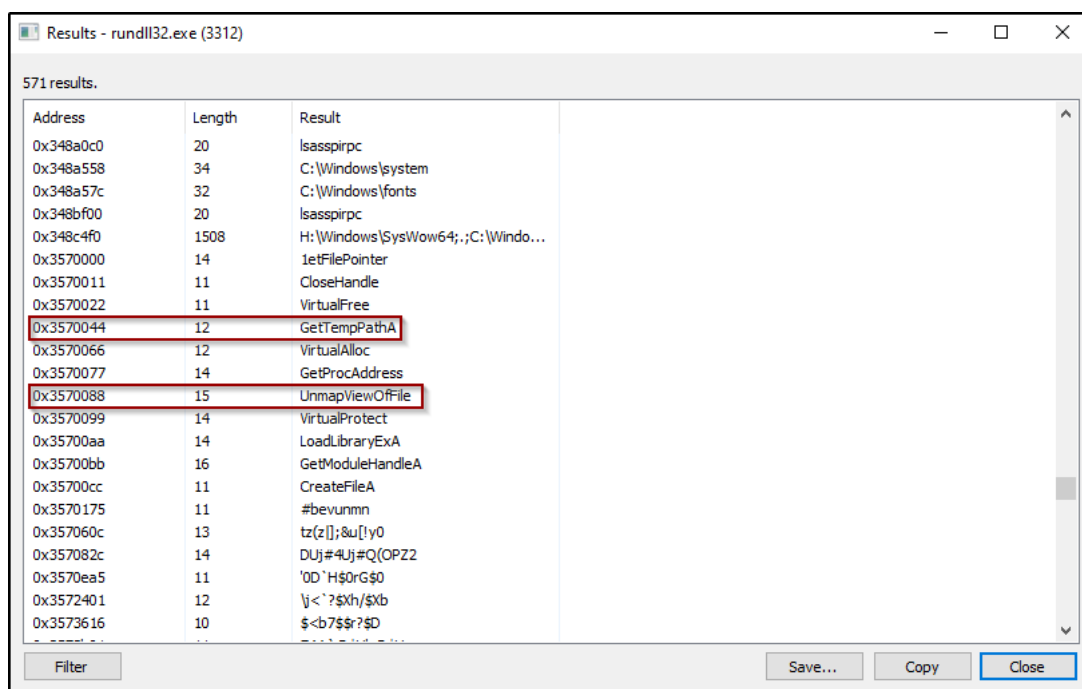 Results - rundll32.exe (3312)
571 results.
Address Length Result
0x348a0c0 20 lsasspirpc
0x348a558 34 C:\Windows\system
0x348a57c 32 C:\Windows\fonts
0x348bf00 20 lsasspirpc
0x348c4f0 1508 H:\Windows\SysWow64;.;C:\Windo...
0x3570000 14 1etFilePointer
0x3570011 11 CloseHandle
0x3570022 11 VirtualFree
0x3570044 12 GetTempPathA
0x3570066 12 VirtualAlloc
0x3570077 14 GetProcAddress
0x3570088 15 UnmapViewOfFile
0x3570099 14 VirtualProtect
0x35700aa 14 LoadLibraryExA
0x35700bb 16 GetModuleHandleA
0x35700cc 11 CreateFileA
0x3570175 11 #bevunmn
0x357060c 13 tz(z|];&u[!y0
0x357082c 14 DUj#4Uj#Q(OPZ2
0x3570ea5 11 '0D`H$0rG$0
0x3572401 12 \j<`?$Xh/$Xb
0x3573616 10 $<b7$$r?$D
Filter Save... Copy Close